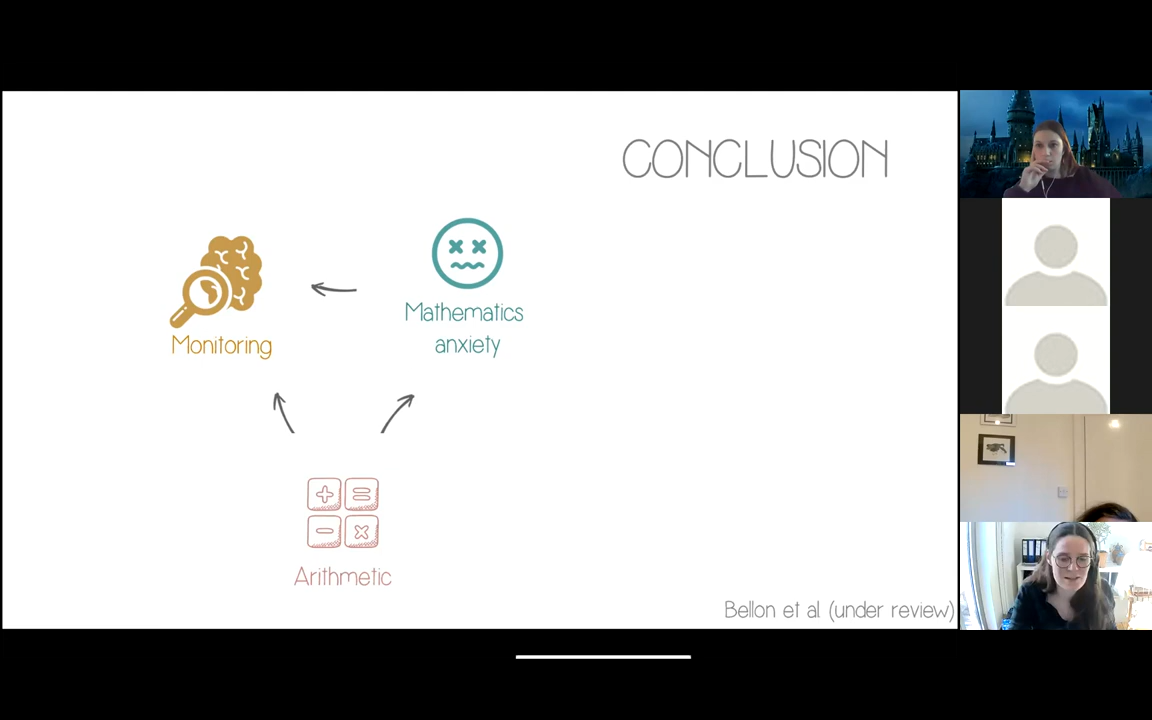 CONCLUSION
Monitoring
Mathematics
anxiety
Arithmetic
Bellon et al. (under review)